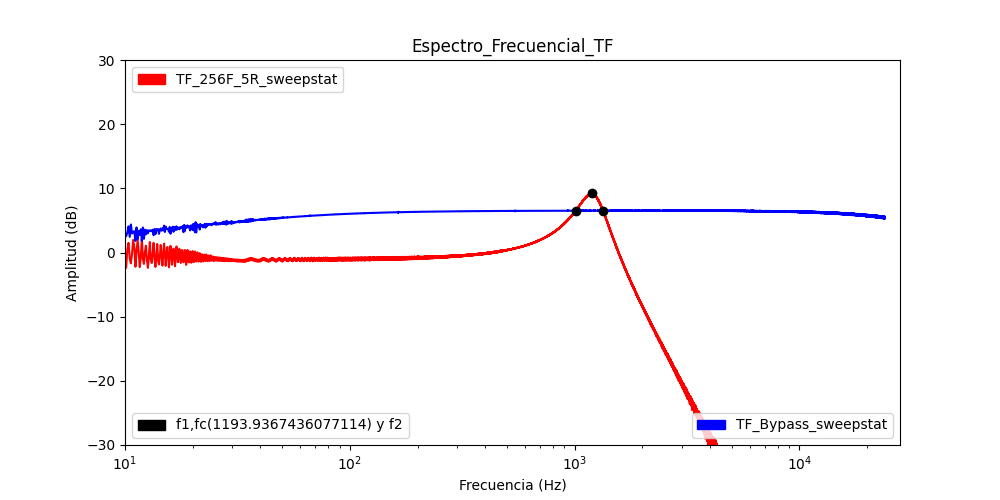 Espectro_Frecuencial_TF
TF_256F_5R_sweepstat
30
20
10
0
−10
−20
−30
Amplitud (dB)
f1,fc(1193.9367436077114) y f2
TF_Bypass_sweepstat
10¹
10²
10³
10⁴
Frecuencia (Hz)